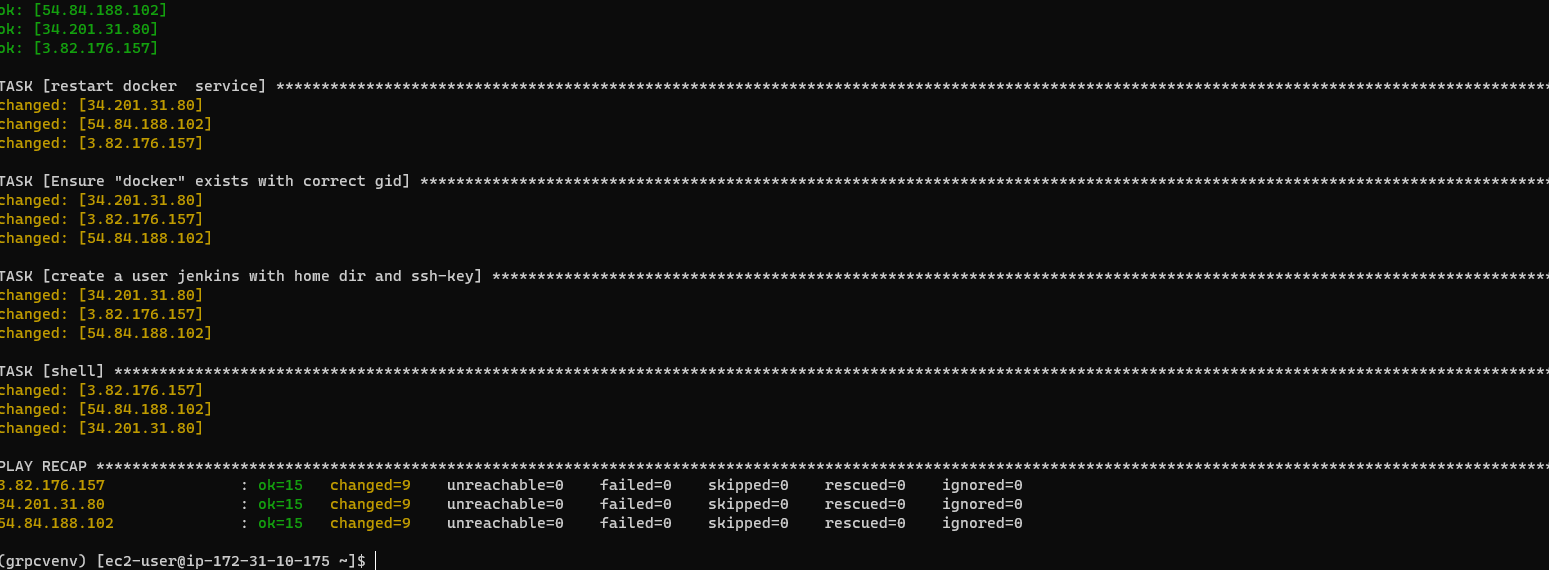 ok: [54.84.188.102]
ok: [34.201.31.80]
ok: [3.82.176.157]
TASK [restart docker  service] *********************************************************************************************************************************************
changed: [34.201.31.80]
changed: [54.84.188.102]
changed: [3.82.176.157]
TASK [Ensure "docker" exists with correct gid] *****************************************************************************************************************************
changed: [34.201.31.80]
changed: [3.82.176.157]
changed: [54.84.188.102]
TASK [create a user jenkins with home dir and ssh-key] *********************************************************************************************************************
changed: [34.201.31.80]
changed: [3.82.176.157]
changed: [54.84.188.102]
TASK [shell] ***************************************************************************************************************************************************************
changed: [3.82.176.157]
changed: [54.84.188.102]
changed: [34.201.31.80]
PLAY RECAP *****************************************************************************************************************************************************************
3.82.176.157               : ok=15   changed=9    unreachable=0    failed=0    skipped=0    rescued=0    ignored=0
34.201.31.80               : ok=15   changed=9    unreachable=0    failed=0    skipped=0    rescued=0    ignored=0
54.84.188.102              : ok=15   changed=9    unreachable=0    failed=0    skipped=0    rescued=0    ignored=0
(grpcvenv) [ec2-user@ip-172-31-10-175 ~]$